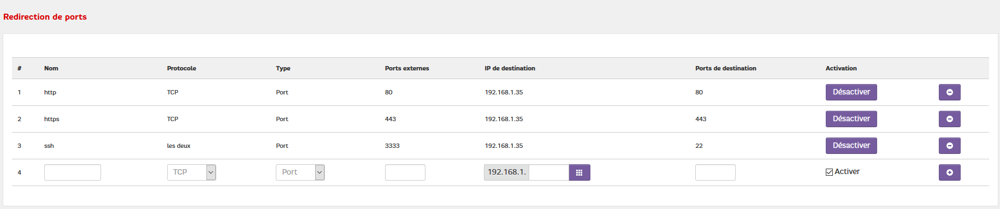 Redirection de ports
# Nom Protocole Type Ports externes IP de destination Ports de destination Activation
1 http TCP Port 80 192.168.1.35 80 Désactiver
2 https TCP Port 443 192.168.1.35 443 Désactiver
3 ssh les deux Port 3333 192.168.1.35 22 Désactiver
4 TCP Port 192.168.1. Activer